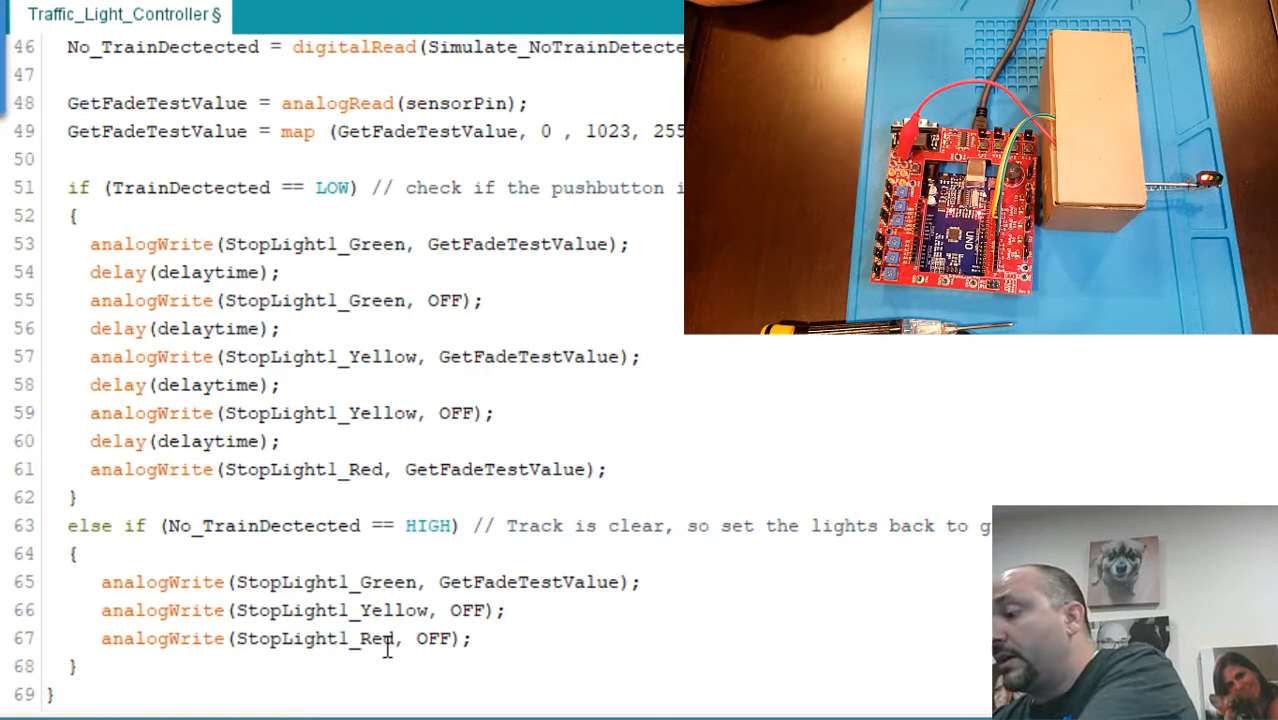 Traffic_Light_Controller §
46 No_TrainDectected = digitalRead(Simulate_NoTrainDetecte
47
48 GetFadeTestValue = analogRead(sensorPin);
49 GetFadeTestValue = map (GetFadeTestValue, 0 , 1023, 255
50
51 if (TrainDectected == LOW) // check if the pushbutton i
52 {
53 analogWrite(StopLight1_Green, GetFadeTestValue);
54 delay(delaytime);
55 analogWrite(StopLight1_Green, OFF);
56 delay(delaytime);
57 analogWrite(StopLight1_Yellow, GetFadeTestValue);
58 delay(delaytime);
59 analogWrite(StopLight1_Yellow, OFF);
60 delay(delaytime);
61 analogWrite(StopLight1_Red, GetFadeTestValue);
62 }
63 else if (No_TrainDectected == HIGH) // Track is clear, so set the lights back to g
64 {
65 analogWrite(StopLight1_Green, GetFadeTestValue);
66 analogWrite(StopLight1_Yellow, OFF);
67 analogWrite(StopLight1_Red, OFF);
68 }
69 }
UNO